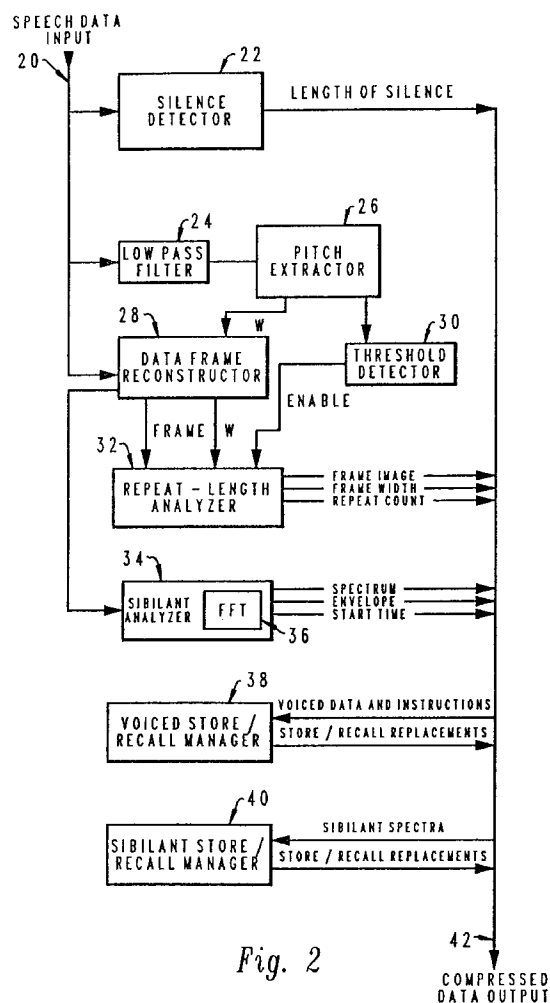 SPEECH DATA
INPUT
20
22
SILENCE
DETECTOR
LENGTH OF SILENCE
24
LOW PASS
FILTER
26
PITCH
EXTRACTOR
W
28
DATA FRAME
RECONSTRUCTOR
30
THRESHOLD
DETECTOR
ENABLE
FRAME
W
32
REPEAT-LENGTH
ANALYZER
FRAME IMAGE
FRAME WIDTH
REPEAT COUNT
34
SIBILANT
ANALYZER
FFT
36
SPECTRUM
ENVELOPE
START TIME
38
VOICED STORE/
RECALL MANAGER
VOICED DATA AND INSTRUCTIONS
STORE / RECALL REPLACEMENTS
40
SIBILANT STORE/
RECALL MANAGER
SIBILANT SPECTRA
STORE / RECALL REPLACEMENTS
42
Fig. 2
COMPRESSED
DATA OUTPUT